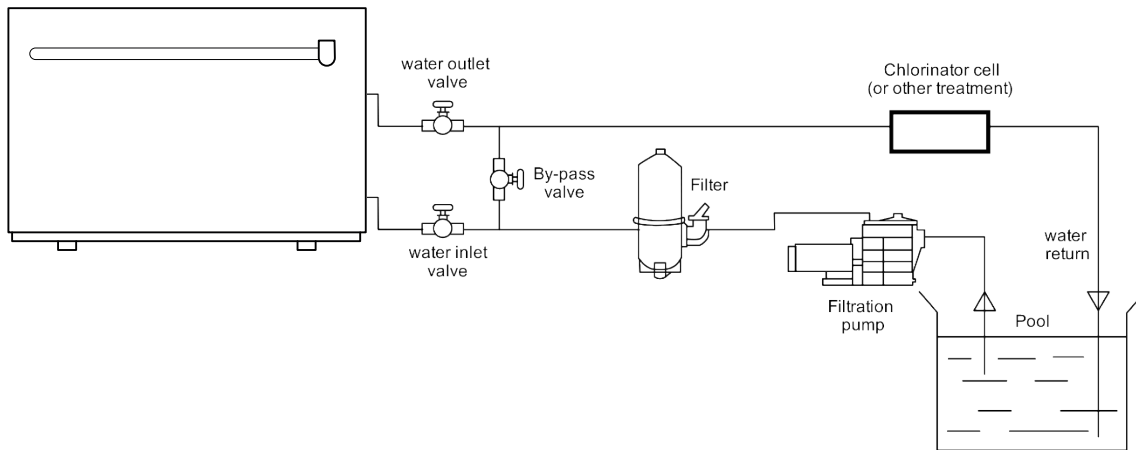 water outlet
valve
Chlorinator cell
(or other treatment)
By-pass
valve
Filter
water inlet
valve
water
return
Filtration
pump
Pool